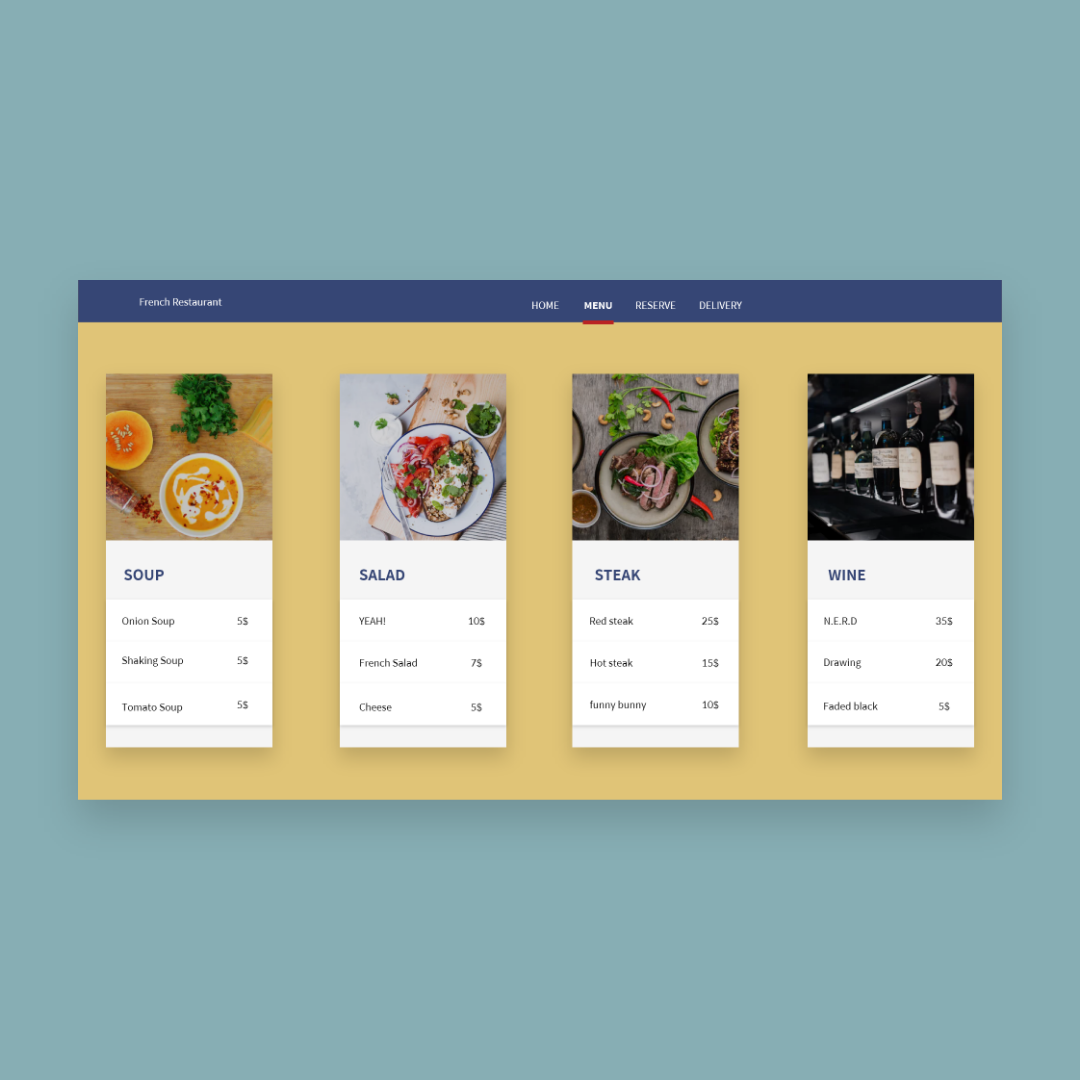 French Restaurant
HOME MENU RESERVE DELIVERY
SOUP
Onion Soup 5$
Shaking Soup 5$
Tomato Soup 5$
SALAD
YEAH! 10$
French Salad 7$
Cheese 5$
STEAK
Red steak 25$
Hot steak 15$
funny bunny 10$
WINE
N.E.R.D 35$
Drawing 20$
Faded black 5$